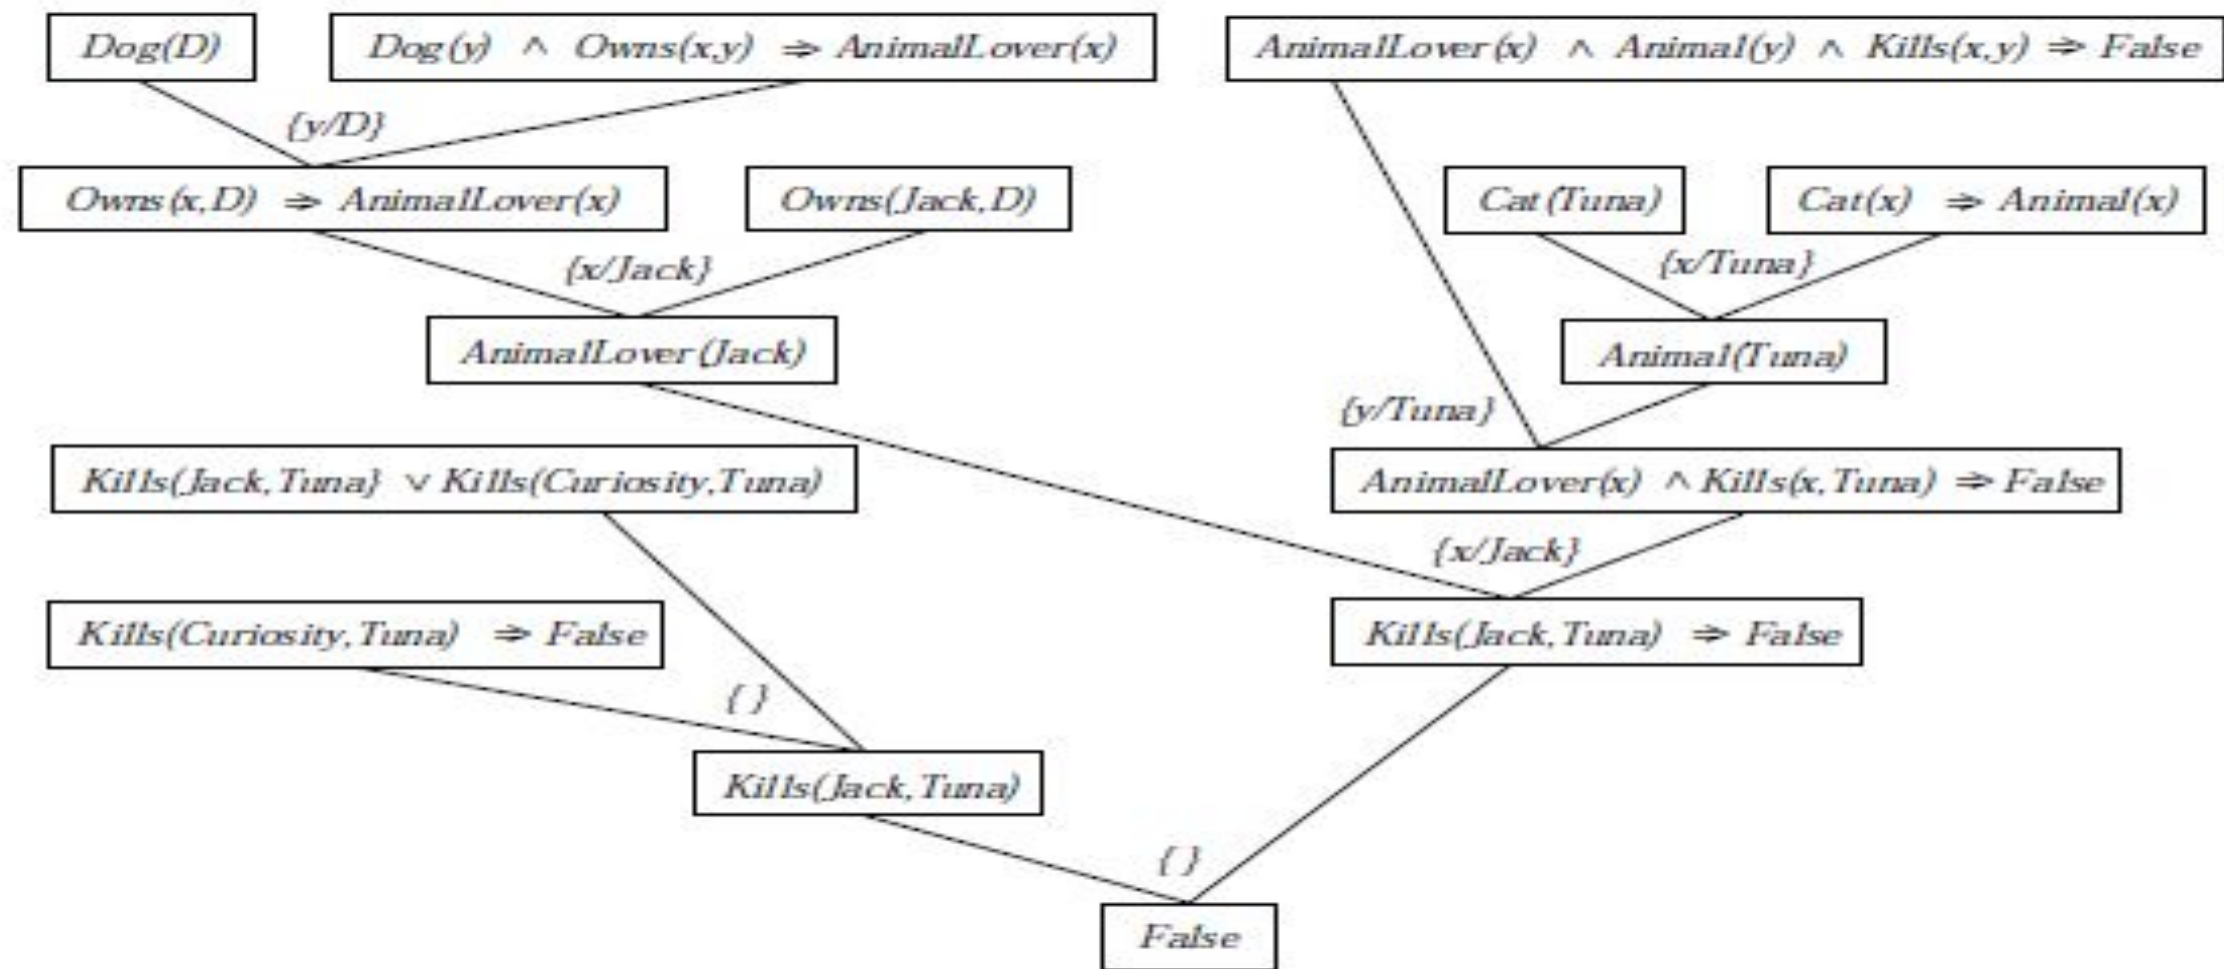 Dog(D)
Dog(y) ∧ Owns(x,y) ⇒ AnimalLover(x)
AnimalLover(x) ∧ Animal(y) ∧ Kills(x,y) ⇒ False
{y/D}
Owns(x,D) ⇒ AnimalLover(x)
Owns(Jack,D)
Cat(Tuna)
Cat(x) ⇒ Animal(x)
{x/Jack}
{x/Tuna}
AnimalLover(Jack)
Animal(Tuna)
{y/Tuna}
Kills(Jack,Tuna} ∨ Kills(Curiosity,Tuna)
AnimalLover(x) ∧ Kills(x,Tuna) ⇒ False
{x/Jack}
Kills(Curiosity,Tuna) ⇒ False
Kills(Jack,Tuna) ⇒ False
{ }
Kills(Jack,Tuna)
{ }
False